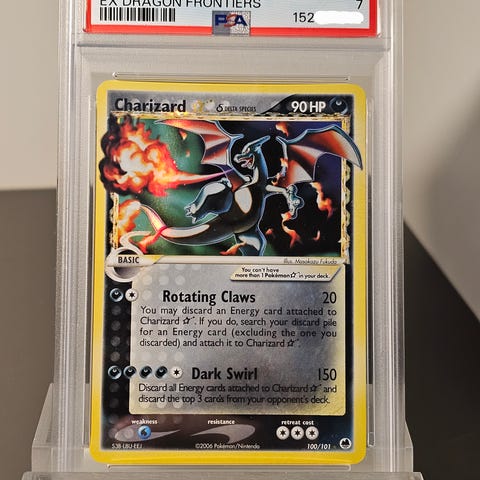 EX DRAGON FRONTIERS
7
PSA
152
Charizard ☆ δ DELTA SPECIES 90 HP
BASIC
Illus. Masakazu Fukuda
You can't have
more than 1 Pokémon ☆ in your deck.
Rotating Claws 20
You may discard an Energy card attached to
Charizard ☆. If you do, search your discard pile
for an Energy card (excluding the one you
discarded) and attach it to Charizard ☆.
Dark Swirl 150
Discard all Energy cards attached to Charizard ☆ and
discard the top 3 cards from your opponent's deck.
weakness resistance retreat cost
53B-U8U-EEJ ©2006 Pokémon/Nintendo 100/101